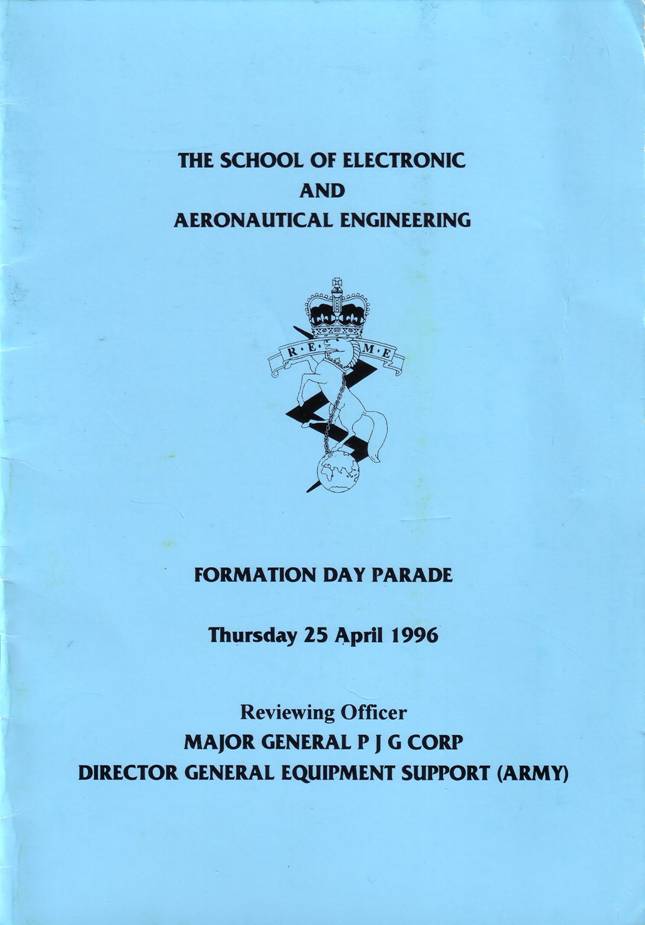 THE SCHOOL OF ELECTRONIC
AND
AERONAUTICAL ENGINEERING
R·E·M·E
FORMATION DAY PARADE
Thursday 25 April 1996
Reviewing Officer
MAJOR GENERAL P J G CORP
DIRECTOR GENERAL EQUIPMENT SUPPORT (ARMY)